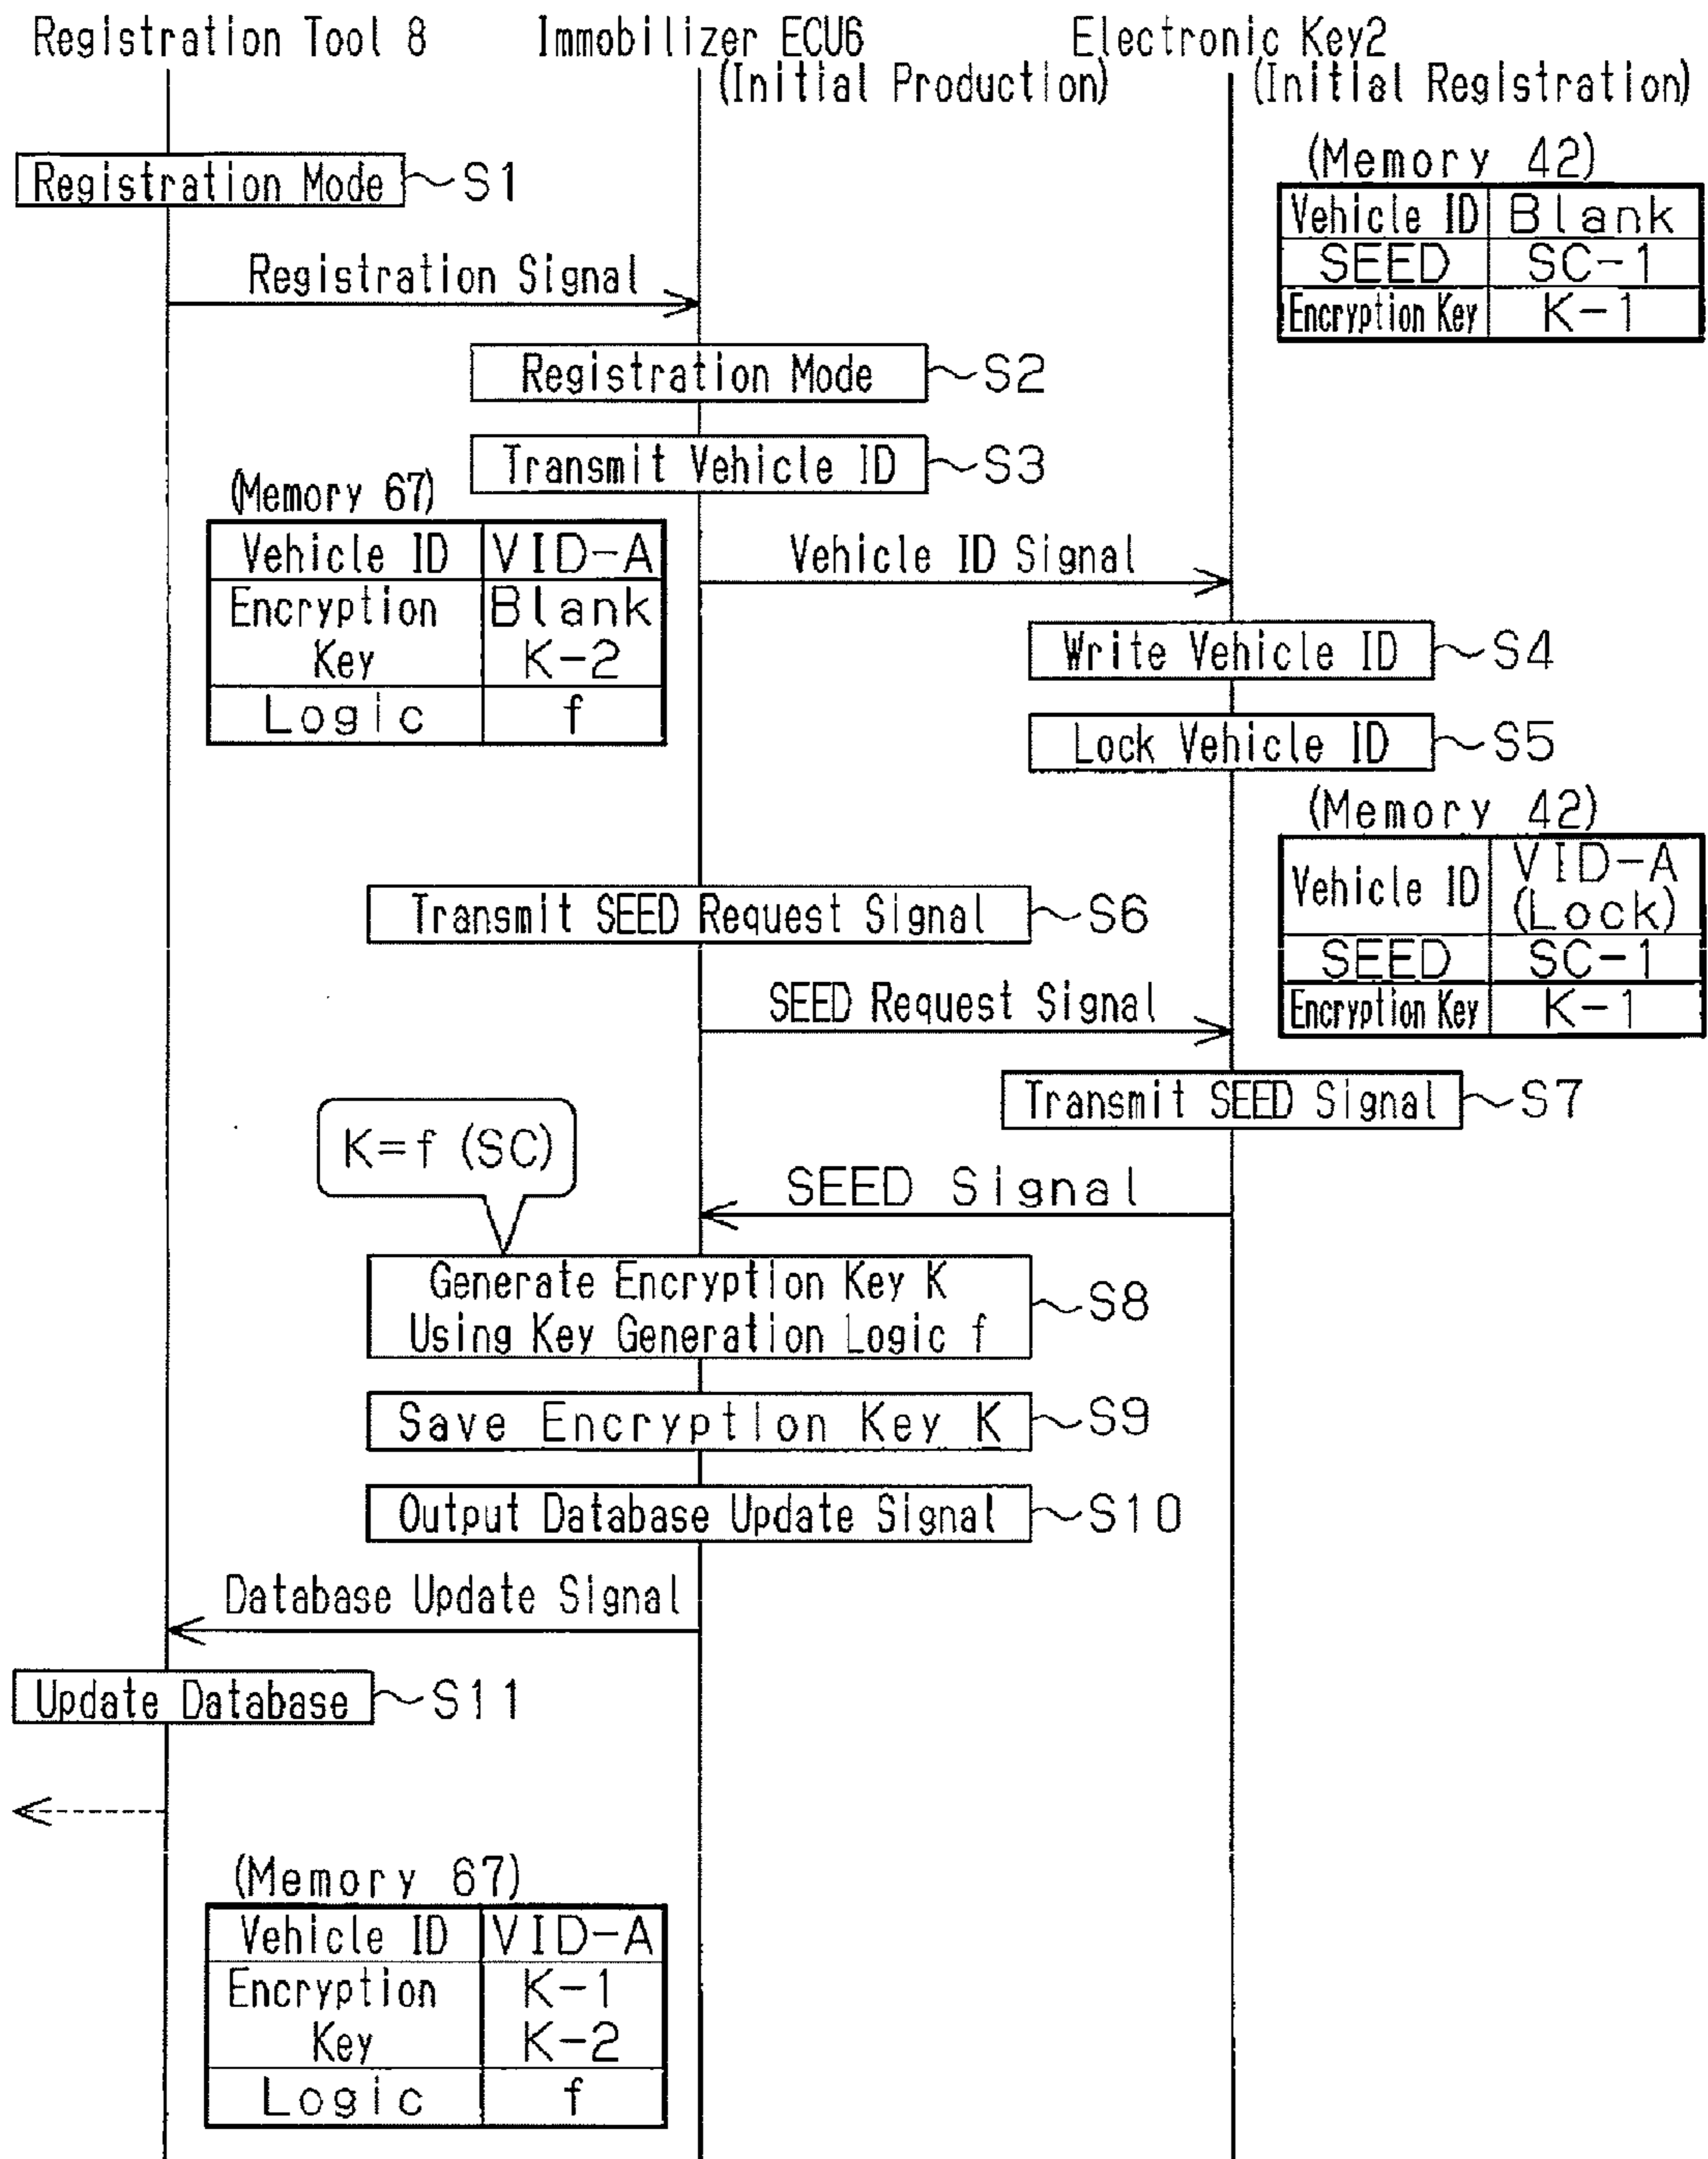 Registration Tool 8
Immobilizer ECU6
(Initial Production)
Electronic Key2
(Initial Registration)
Registration Mode
S1
(Memory 42)
Vehicle ID Blank
SEED SC-1
Encryption Key K-1
Registration Signal
Registration Mode
S2
Transmit Vehicle ID
S3
(Memory 67)
Vehicle ID VID-A
Encryption Blank
Key K-2
Logic f
Vehicle ID Signal
Write Vehicle ID
S4
Lock Vehicle ID
S5
(Memory 42)
Vehicle ID VID-A
(Lock)
SEED SC-1
Encryption Key K-1
Transmit SEED Request Signal
S6
SEED Request Signal
Transmit SEED Signal
S7
K=f (SC)
SEED Signal
Generate Encryption Key K
Using Key Generation Logic f
S8
Save Encryption Key K
S9
Output Database Update Signal
S10
Database Update Signal
Update Database
S11
(Memory 67)
Vehicle ID VID-A
Encryption K-1
Key K-2
Logic f